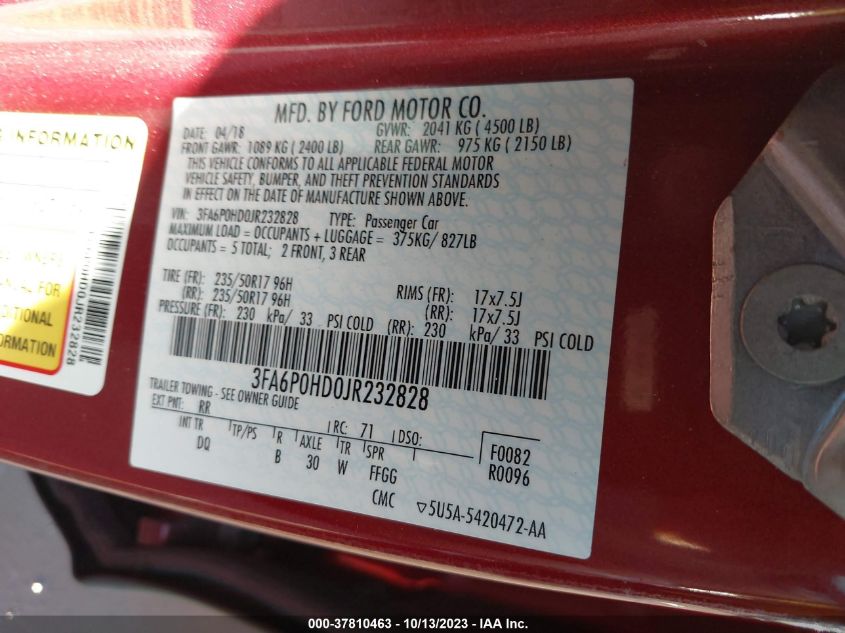 MFD. BY FORD MOTOR CO.
DATE: 04/18 GVWR: 2041 KG ( 4500 LB)
FRONT GAWR: 1089 KG ( 2400 LB) REAR GAWR: 975 KG ( 2150 LB)
THIS VEHICLE CONFORMS TO ALL APPLICABLE FEDERAL MOTOR
VEHICLE SAFETY, BUMPER, AND THEFT PREVENTION STANDARDS
IN EFFECT ON THE DATE OF MANUFACTURE SHOWN ABOVE.
VIN: 3FA6P0HD0JR232828 TYPE: Passenger Car
MAXIMUM LOAD = OCCUPANTS + LUGGAGE = 375KG/ 827LB
OCCUPANTS = 5 TOTAL; 2 FRONT, 3 REAR
TIRE (FR): 235/50R17 96H RIMS (FR): 17x7.5J
(RR): 235/50R17 96H (RR): 17x7.5J
PRESSURE (FR): 230 kPa/ 33 PSI COLD (RR): 230 kPa/ 33 PSI COLD
3FA6P0HD0JR232828
TRAILER TOWING - SEE OWNER GUIDE
EXT PNT: RR RC: 71 DSO:
INT TR TP/PS R AXLE TR SPR F0082
DQ B 30 W FFGG R0096
CMC ▽5U5A-5420472-AA
INFORMATION
OWNER'S
MANUAL FOR
INFORMATION
0HD0JR232828
000-37810463 - 10/13/2023 - IAA Inc.